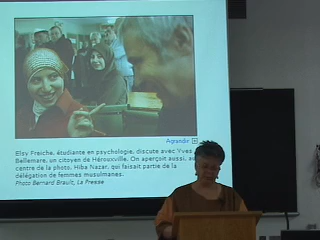 Agrandir
Elsy Fraiche, étudiante en psychologie, discute avec Yves
Bellemare, un citoyen de Hérouxville. On aperçoit aussi, au
centre de la photo, Hiba Nazar, qui faisait partie de la
délégation de femmes musulmanes.
Photo Bernard Brault, La Presse